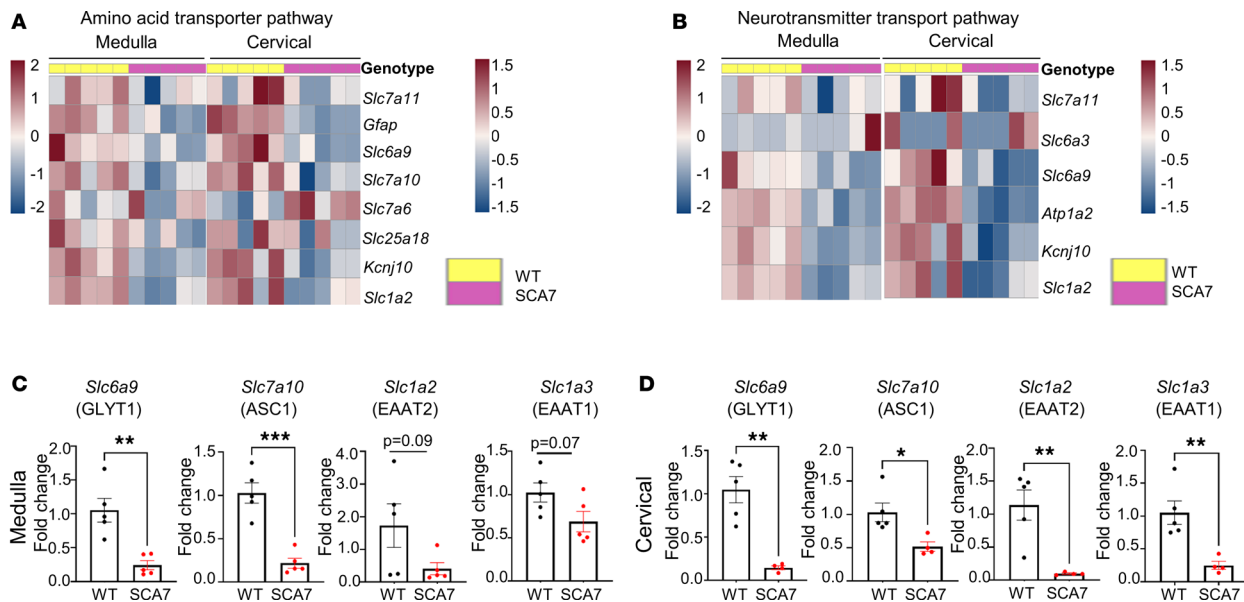 A
Amino acid transporter pathway
Medulla Cervical
Genotype
2
1
0
-1
-2
Slc7a11
Gfap
Slc6a9
Slc7a10
Slc7a6
Slc25a18
Kcnj10
Slc1a2
1.5
1
0.5
0
-0.5
-1
-1.5
WT
SCA7
B
Neurotransmitter transport pathway
Medulla Cervical
Genotype
2
1
0
-1
-2
Slc7a11
Slc6a3
Slc6a9
Atp1a2
Kcnj10
Slc1a2
1.5
1
0.5
0
-0.5
-1
-1.5
WT
SCA7
C
Medulla
Slc6a9
(GLYT1)
Fold change
2.0
1.5
1.0
0.5
0.0
**
WT SCA7
Slc7a10
(ASC1)
Fold change
1.5
1.0
0.5
0.0
***
WT SCA7
Slc1a2
(EAAT2)
Fold change
4.0
3.0
2.0
1.0
0.0
p=0.09
WT SCA7
Slc1a3
(EAAT1)
Fold change
1.5
1.0
0.5
0.0
p=0.07
WT SCA7
D
Cervical
Slc6a9
(GLYT1)
Fold change
1.5
1.0
0.5
0.0
**
WT SCA7
Slc7a10
(ASC1)
Fold change
2.0
1.5
1.0
0.5
0.0
*
WT SCA7
Slc1a2
(EAAT2)
Fold change
2.0
1.5
1.0
0.5
0.0
**
WT SCA7
Slc1a3
(EAAT1)
Fold change
2.0
1.5
1.0
0.5
0.0
**
WT SCA7